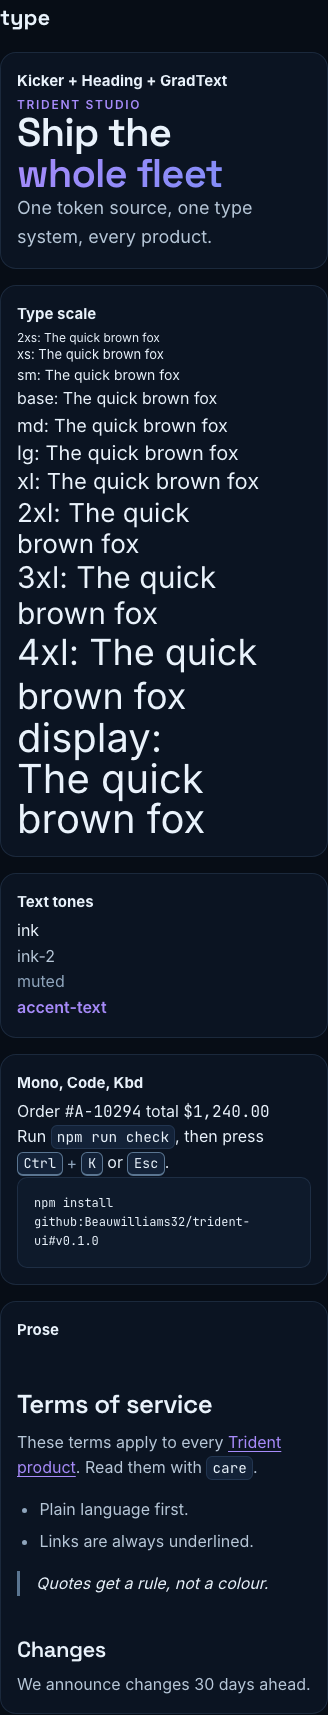 type
Kicker + Heading + GradText
TRIDENT STUDIO
Ship the
whole fleet
One token source, one type
system, every product.
Type scale
2xs: The quick brown fox
xs: The quick brown fox
sm: The quick brown fox
base: The quick brown fox
md: The quick brown fox
lg: The quick brown fox
xl: The quick brown fox
2xl: The quick
brown fox
3xl: The quick
brown fox
4xl: The quick
brown fox
display:
The quick
brown fox
Text tones
ink
ink-2
muted
accent-text
Mono, Code, Kbd
Order #A-10294 total $1,240.00
Run npm run check, then press
Ctrl + K or Esc.
npm install
github:Beauwilliams32/trident-
ui#v0.1.0
Prose
Terms of service
These terms apply to every Trident
product. Read them with care.
• Plain language first.
• Links are always underlined.
Quotes get a rule, not a colour.
Changes
We announce changes 30 days ahead.